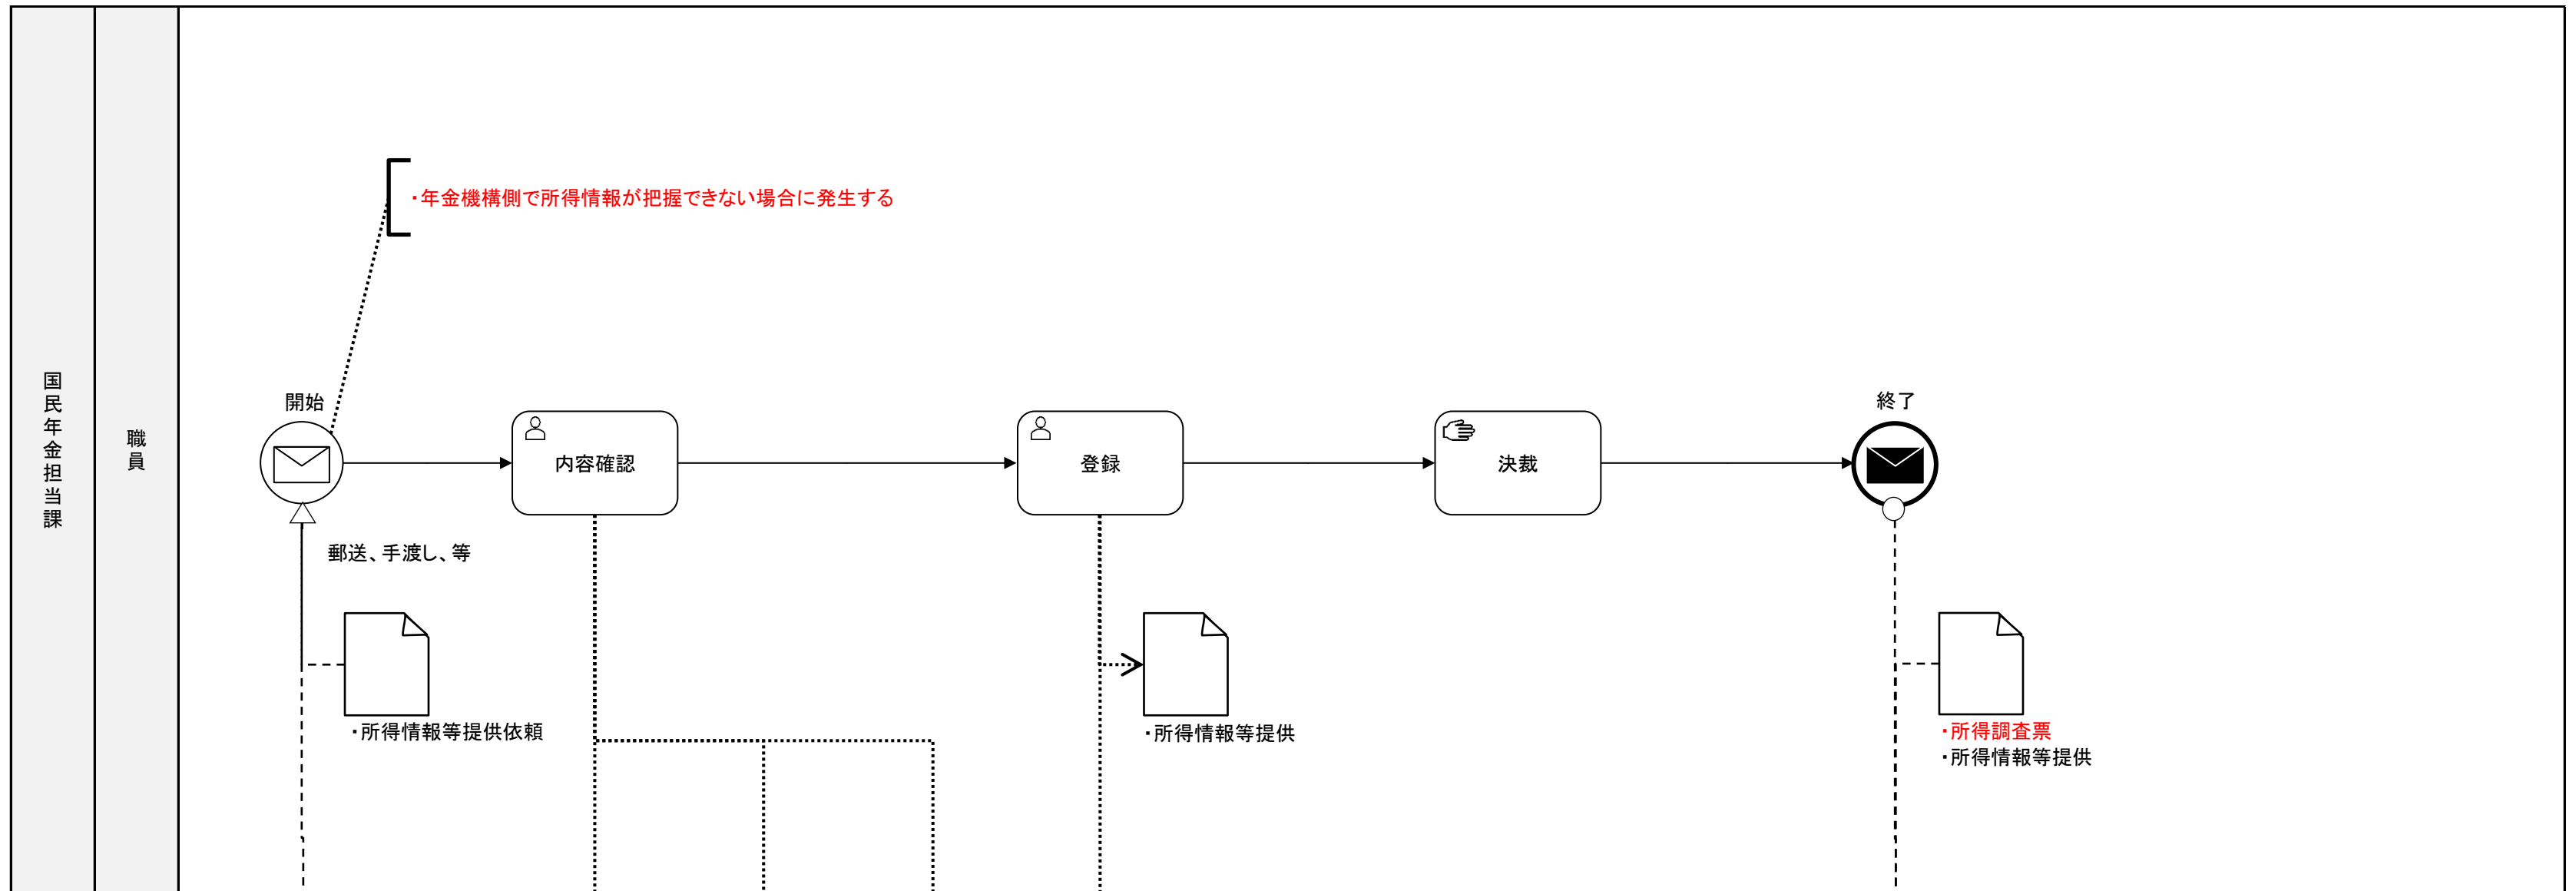 国民年金担当課
職員
・年金機構側で所得情報が把握できない場合に発生する
開始
内容確認
登録
決裁
終了
郵送、手渡し、等
・所得情報等提供依頼
・所得情報等提供
・所得調査票
・所得情報等提供